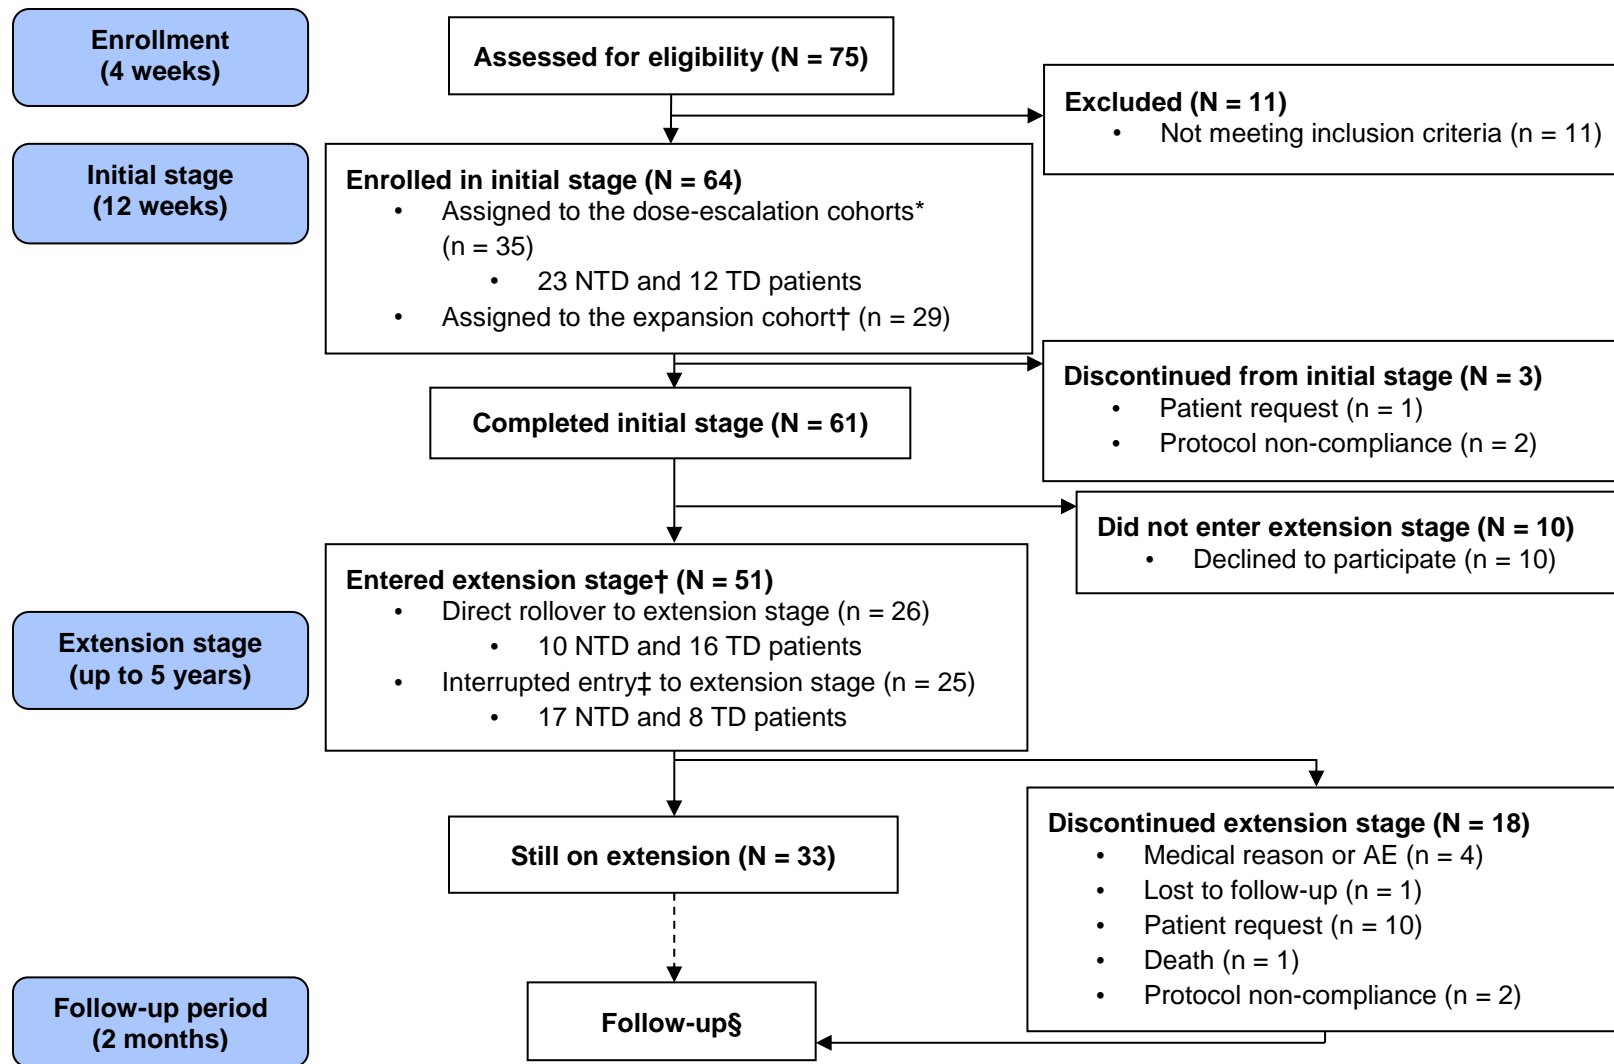 Enrollment
(4 weeks)
Assessed for eligibility (N = 75)
Excluded (N = 11)
• Not meeting inclusion criteria (n = 11)
Initial stage
(12 weeks)
Enrolled in initial stage (N = 64)
• Assigned to the dose-escalation cohorts*
(n = 35)
• 23 NTD and 12 TD patients
• Assigned to the expansion cohort† (n = 29)
Discontinued from initial stage (N = 3)
• Patient request (n = 1)
• Protocol non-compliance (n = 2)
Completed initial stage (N = 61)
Did not enter extension stage (N = 10)
• Declined to participate (n = 10)
Extension stage
(up to 5 years)
Entered extension stage† (N = 51)
• Direct rollover to extension stage (n = 26)
• 10 NTD and 16 TD patients
• Interrupted entry‡ to extension stage (n = 25)
• 17 NTD and 8 TD patients
Still on extension (N = 33)
Discontinued extension stage (N = 18)
• Medical reason or AE (n = 4)
• Lost to follow-up (n = 1)
• Patient request (n = 10)
• Death (n = 1)
• Protocol non-compliance (n = 2)
Follow-up period
(2 months)
Follow-up§